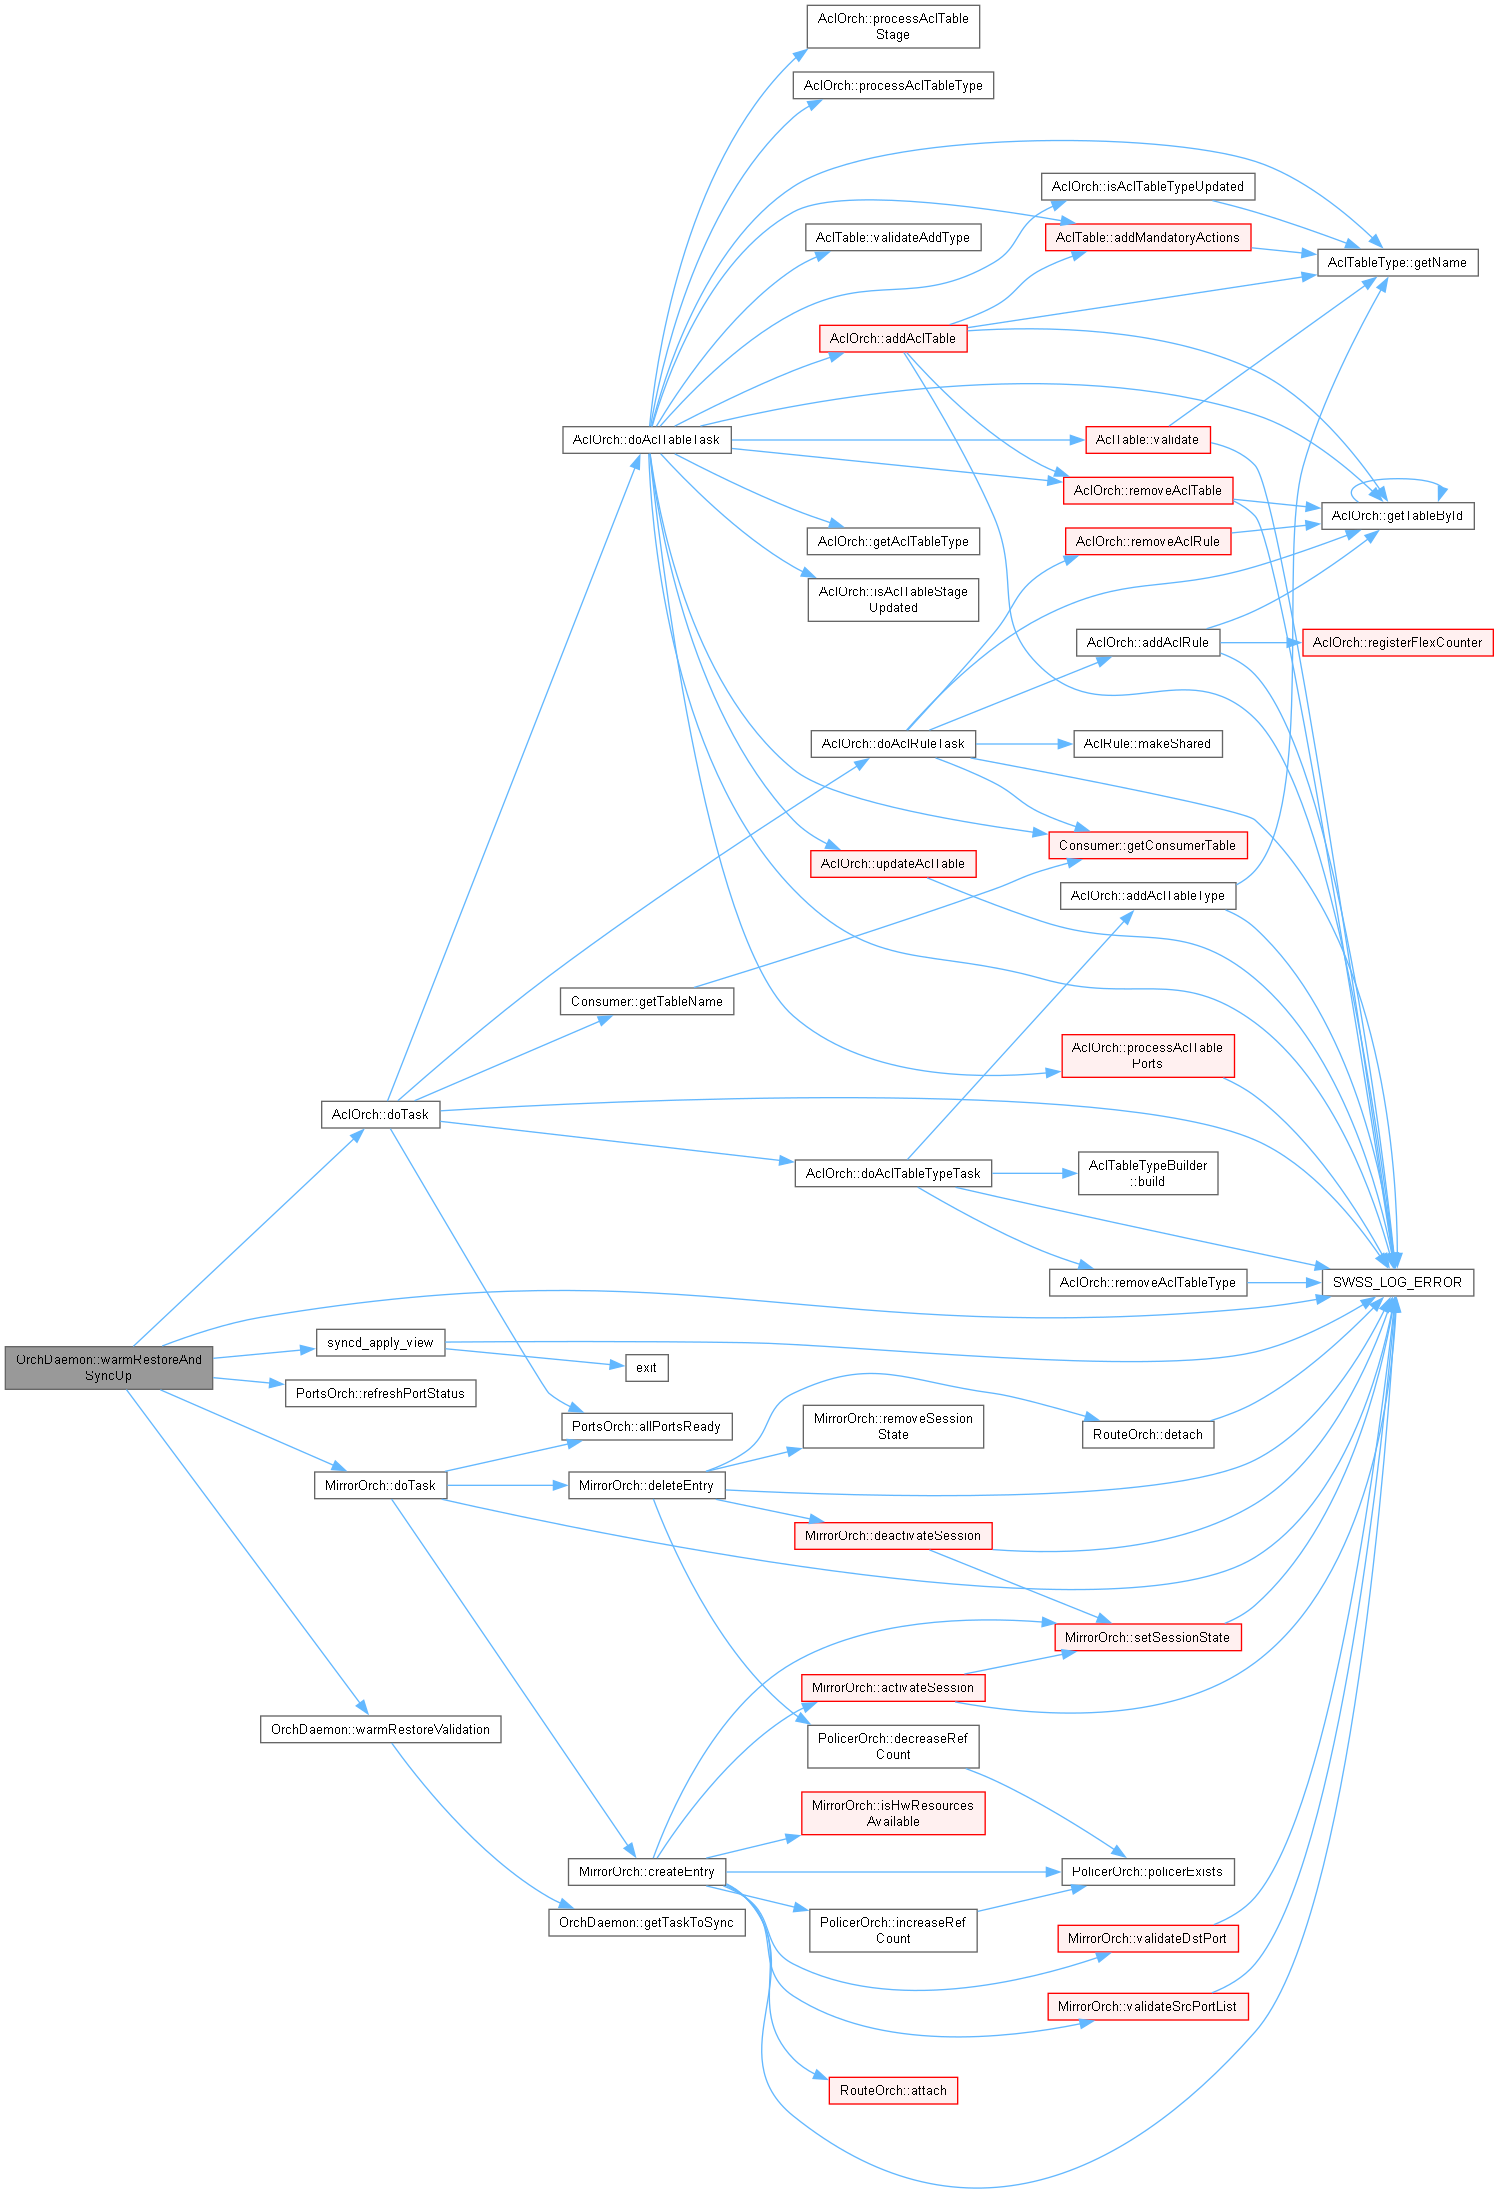 AclOrch::processAclTable
Stage
AclOrch::processAclTableType
AclOrch::isAclTableTypeUpdated
AclTable::validateAddType
AclTable::addMandatoryActions
AclTableType::getName
AclOrch::addAclTable
AclOrch::doAclTableTask
AclTable::validate
AclOrch::removeAclTable
AclOrch::getTableById
AclOrch::getAclTableType
AclOrch::removeAclRule
AclOrch::isAclTableStage
Updated
AclOrch::addAclRule
AclOrch::registerFlexCounter
AclOrch::doAclRuleTask
AclRule::makeShared
Consumer::getConsumerTable
AclOrch::updateAclTable
AclOrch::addAclTableType
Consumer::getTableName
AclOrch::processAclTable
Ports
AclOrch::doTask
AclOrch::doAclTableTypeTask
AclTableTypeBuilder
::build
AclOrch::removeAclTableType
SWSS_LOG_ERROR
syncd_apply_view
OrchDaemon::warmRestoreAnd
SyncUp
exit
PortsOrch::refreshPortStatus
PortsOrch::allPortsReady
MirrorOrch::removeSession
State
RouteOrch::detach
MirrorOrch::doTask
MirrorOrch::deleteEntry
MirrorOrch::deactivateSession
MirrorOrch::setSessionState
MirrorOrch::activateSession
OrchDaemon::warmRestoreValidation
PolicerOrch::decreaseRef
Count
MirrorOrch::isHwResources
Available
MirrorOrch::createEntry
PolicerOrch::policerExists
OrchDaemon::getTaskToSync
PolicerOrch::increaseRef
Count
MirrorOrch::validateDstPort
MirrorOrch::validateSrcPortList
RouteOrch::attach